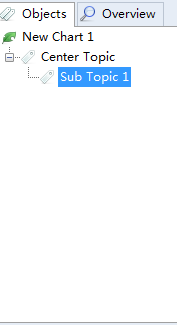 Objects Overview
New Chart 1
Center Topic
Sub Topic 1